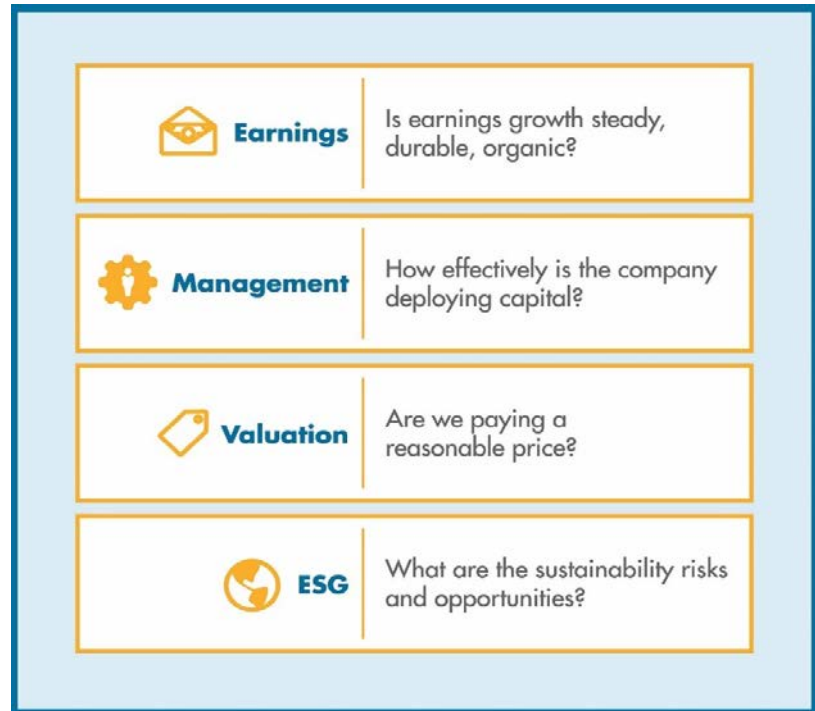 Earnings
Is earnings growth steady,
durable, organic?
Management
How effectively is the company
deploying capital?
Valuation
Are we paying a
reasonable price?
ESG
What are the sustainability risks
and opportunities?